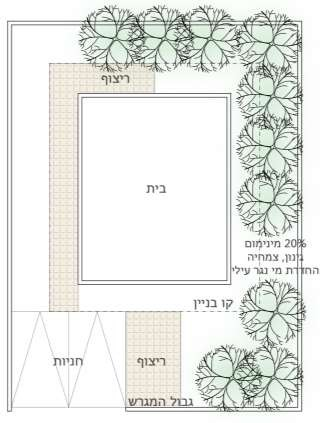 ריצוף
בית
20% מינימום
גינון, צמחיה
החדרת מי נגר עילי
קו בניין
חניות
ריצוף
גבול המגרש